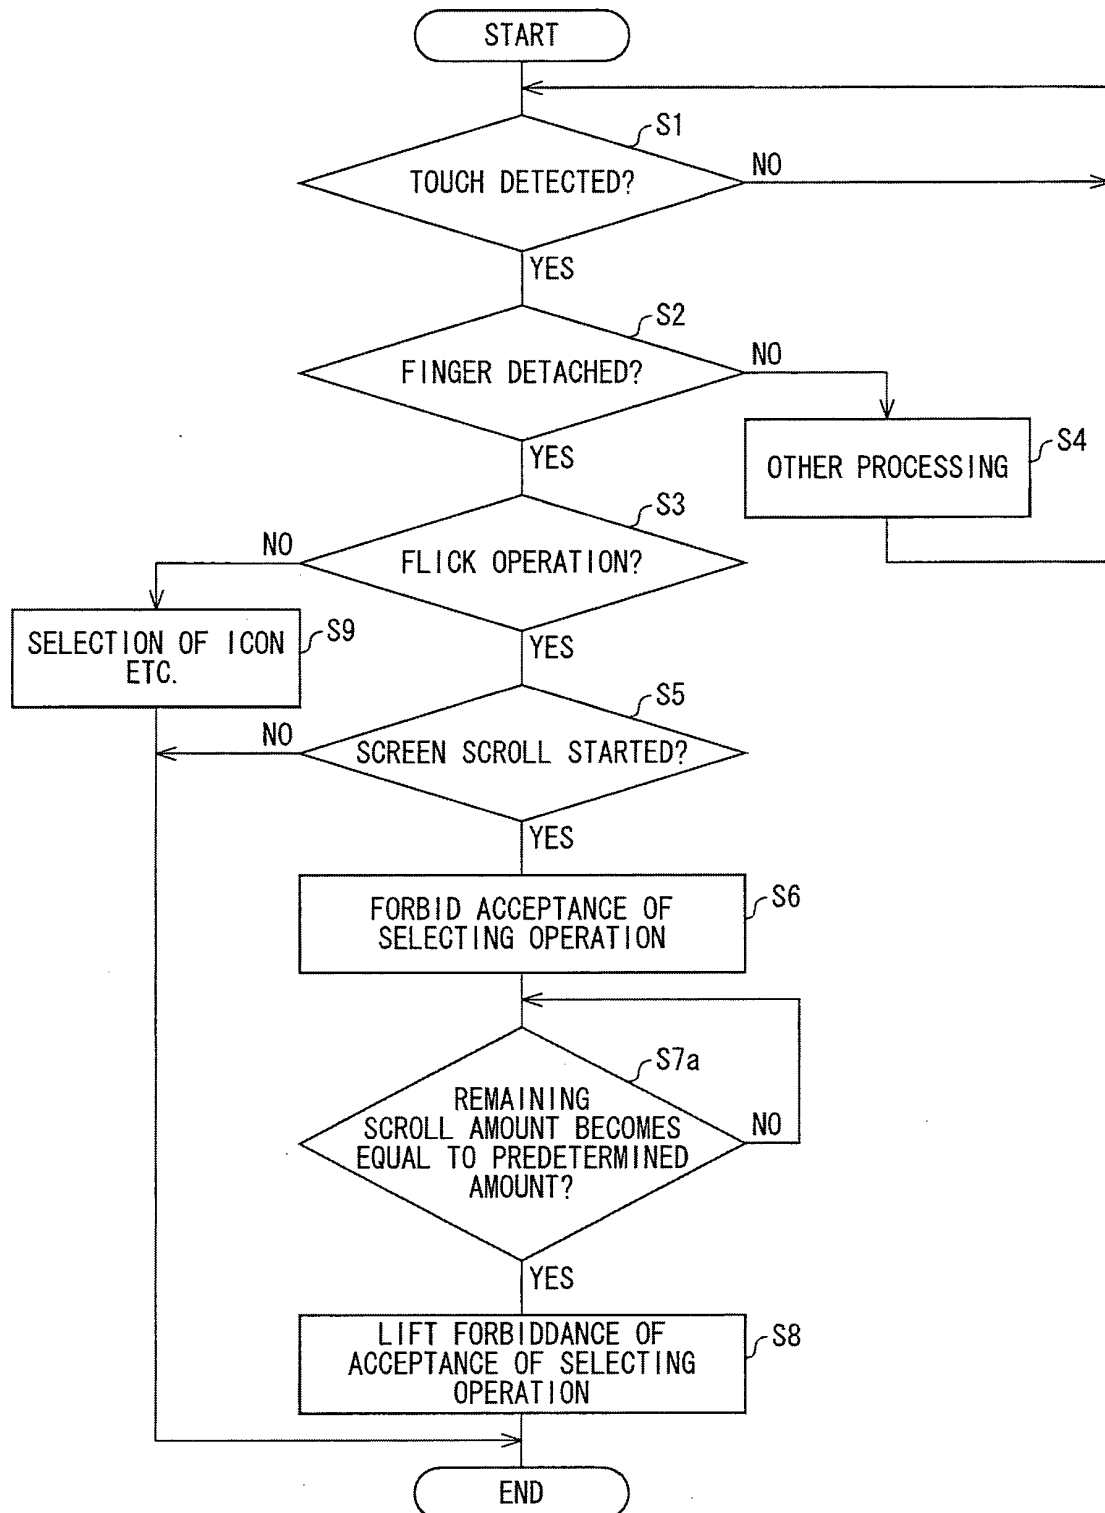 START
S1
TOUCH DETECTED?
NO
YES
S2
FINGER DETACHED?
NO
YES
S4
OTHER PROCESSING
S3
FLICK OPERATION?
NO
YES
S9
SELECTION OF ICON
ETC.
S5
SCREEN SCROLL STARTED?
NO
YES
S6
FORBID ACCEPTANCE OF
SELECTING OPERATION
S7a
REMAINING
SCROLL AMOUNT BECOMES
EQUAL TO PREDETERMINED
AMOUNT?
NO
YES
S8
LIFT FORBIDDANCE OF
ACCEPTANCE OF SELECTING
OPERATION
END